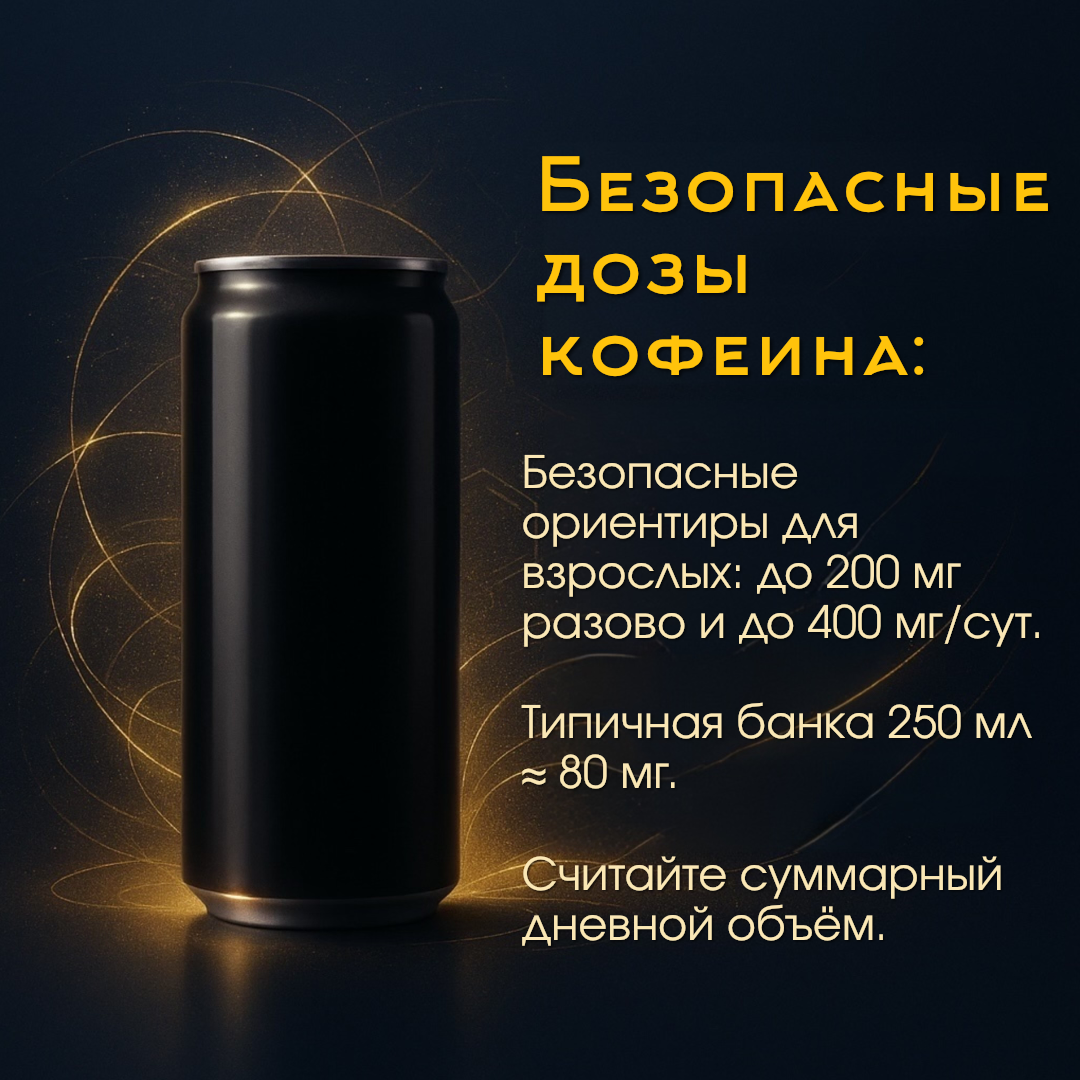 Безопасные
дозы
кофеина:
Безопасные
ориентиры для
взрослых: до 200 мг
разово и до 400 мг/сут.
Типичная банка 250 мл
≈ 80 мг.
Считайте суммарный
дневной объём.